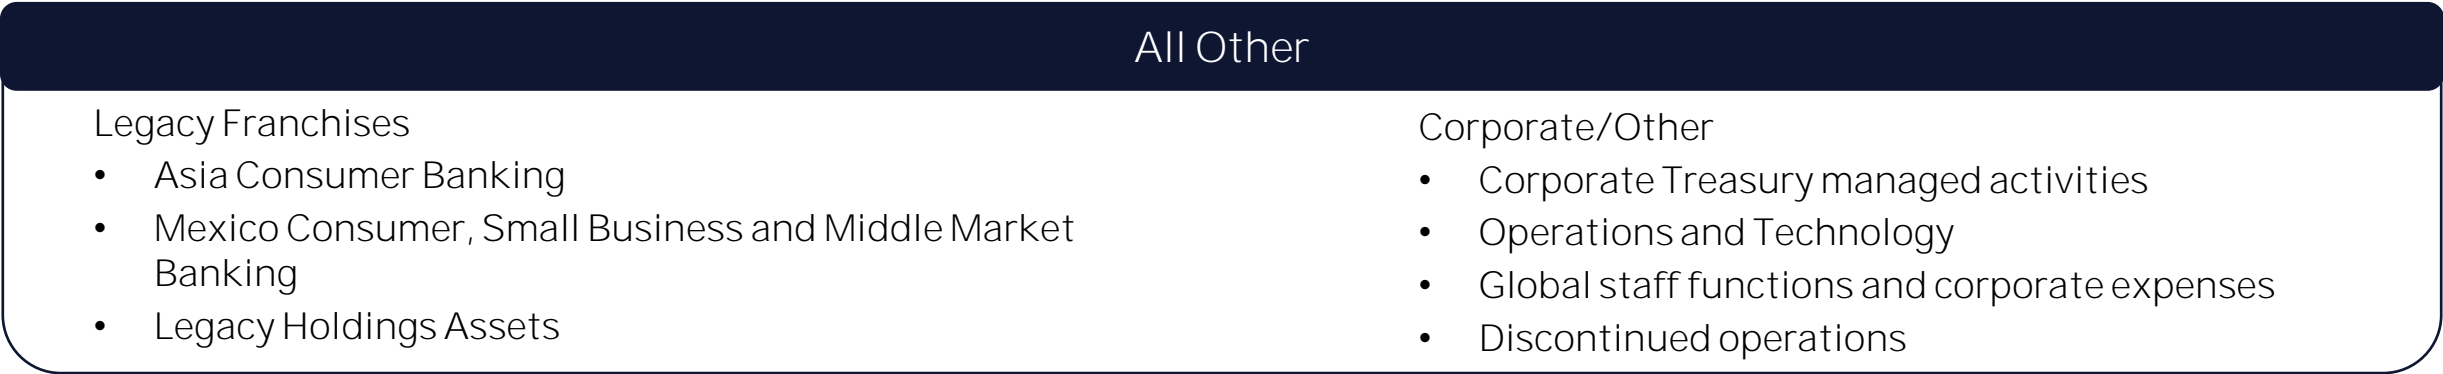 All Other
Legacy Franchises
• Asia Consumer Banking
• Mexico Consumer, Small Business and Middle Market
Banking
• Legacy Holdings Assets
Corporate/Other
• Corporate Treasury managed activities
• Operations and Technology
• Global staff functions and corporate expenses
• Discontinued operations